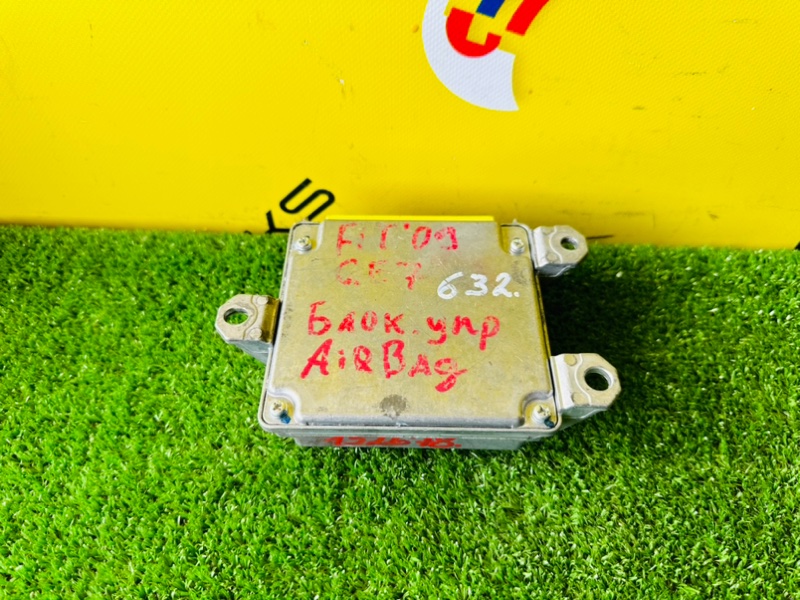 Fit'09
GE7 632.
Блок.упр
AiRBAg